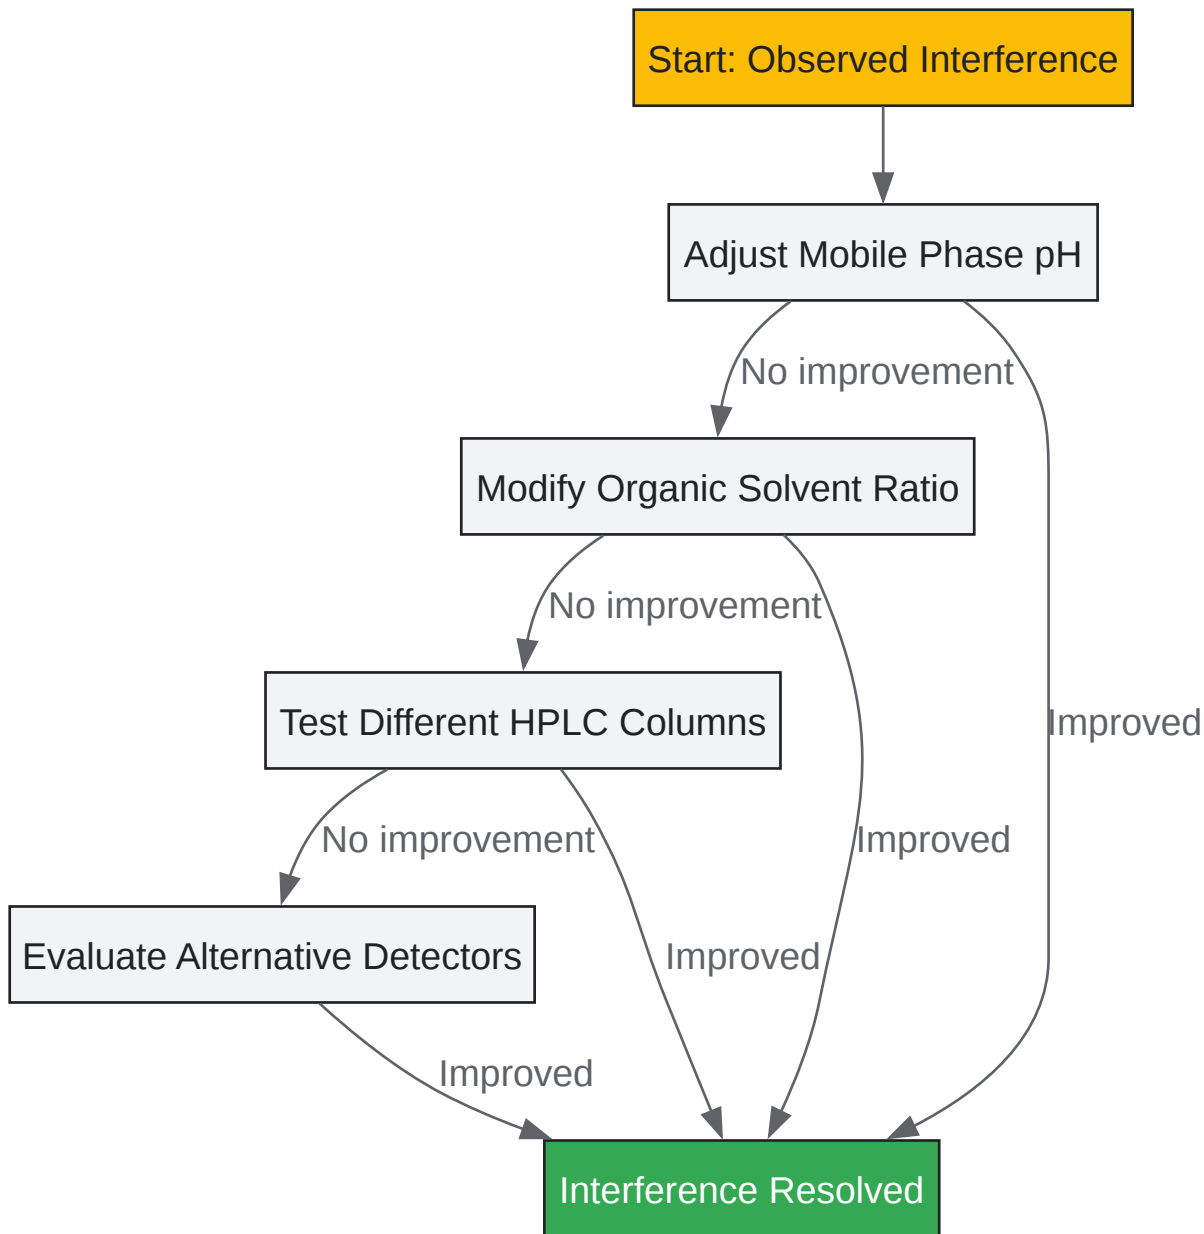 Start: Observed Interference
Adjust Mobile Phase pH
No improvement
Modify Organic Solvent Ratio
No improvement
Test Different HPLC Columns
Improved
No improvement
Improved
Evaluate Alternative Detectors
Improved
Improved
Interference Resolved